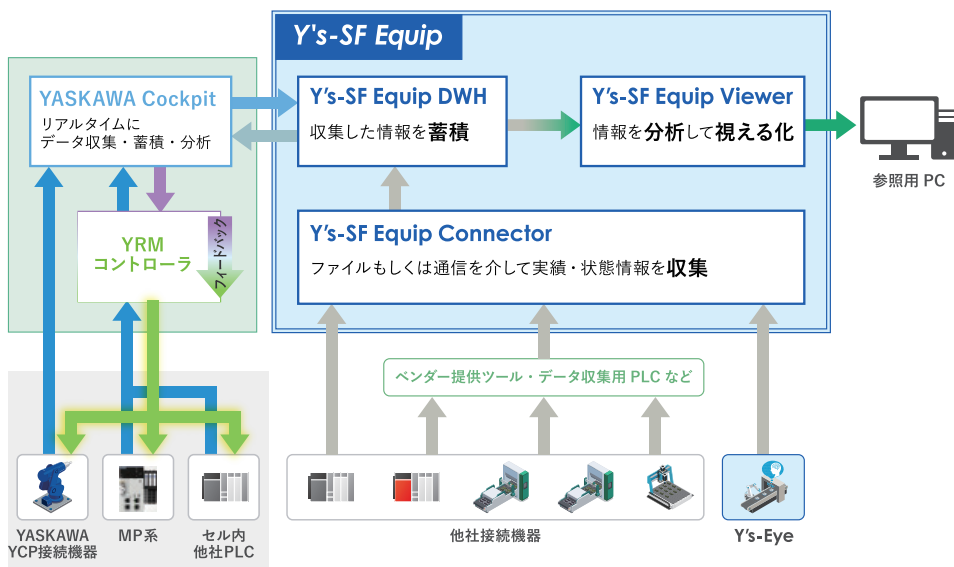 Y's-SF Equip
YASKAWA Cockpit
リアルタイムに
データ収集・蓄積・分析
Y's-SF Equip DWH
収集した情報を蓄積
Y's-SF Equip Viewer
情報を分析して視える化
参照用 PC
YRM
コントローラ
フィードバック
Y's-SF Equip Connector
ファイルもしくは通信を介して実績・状態情報を収集
ベンダー提供ツール・データ収集用 PLC など
YASKAWA
YCP接続機器
MP系
セル内
他社PLC
他社接続機器
Y's-Eye